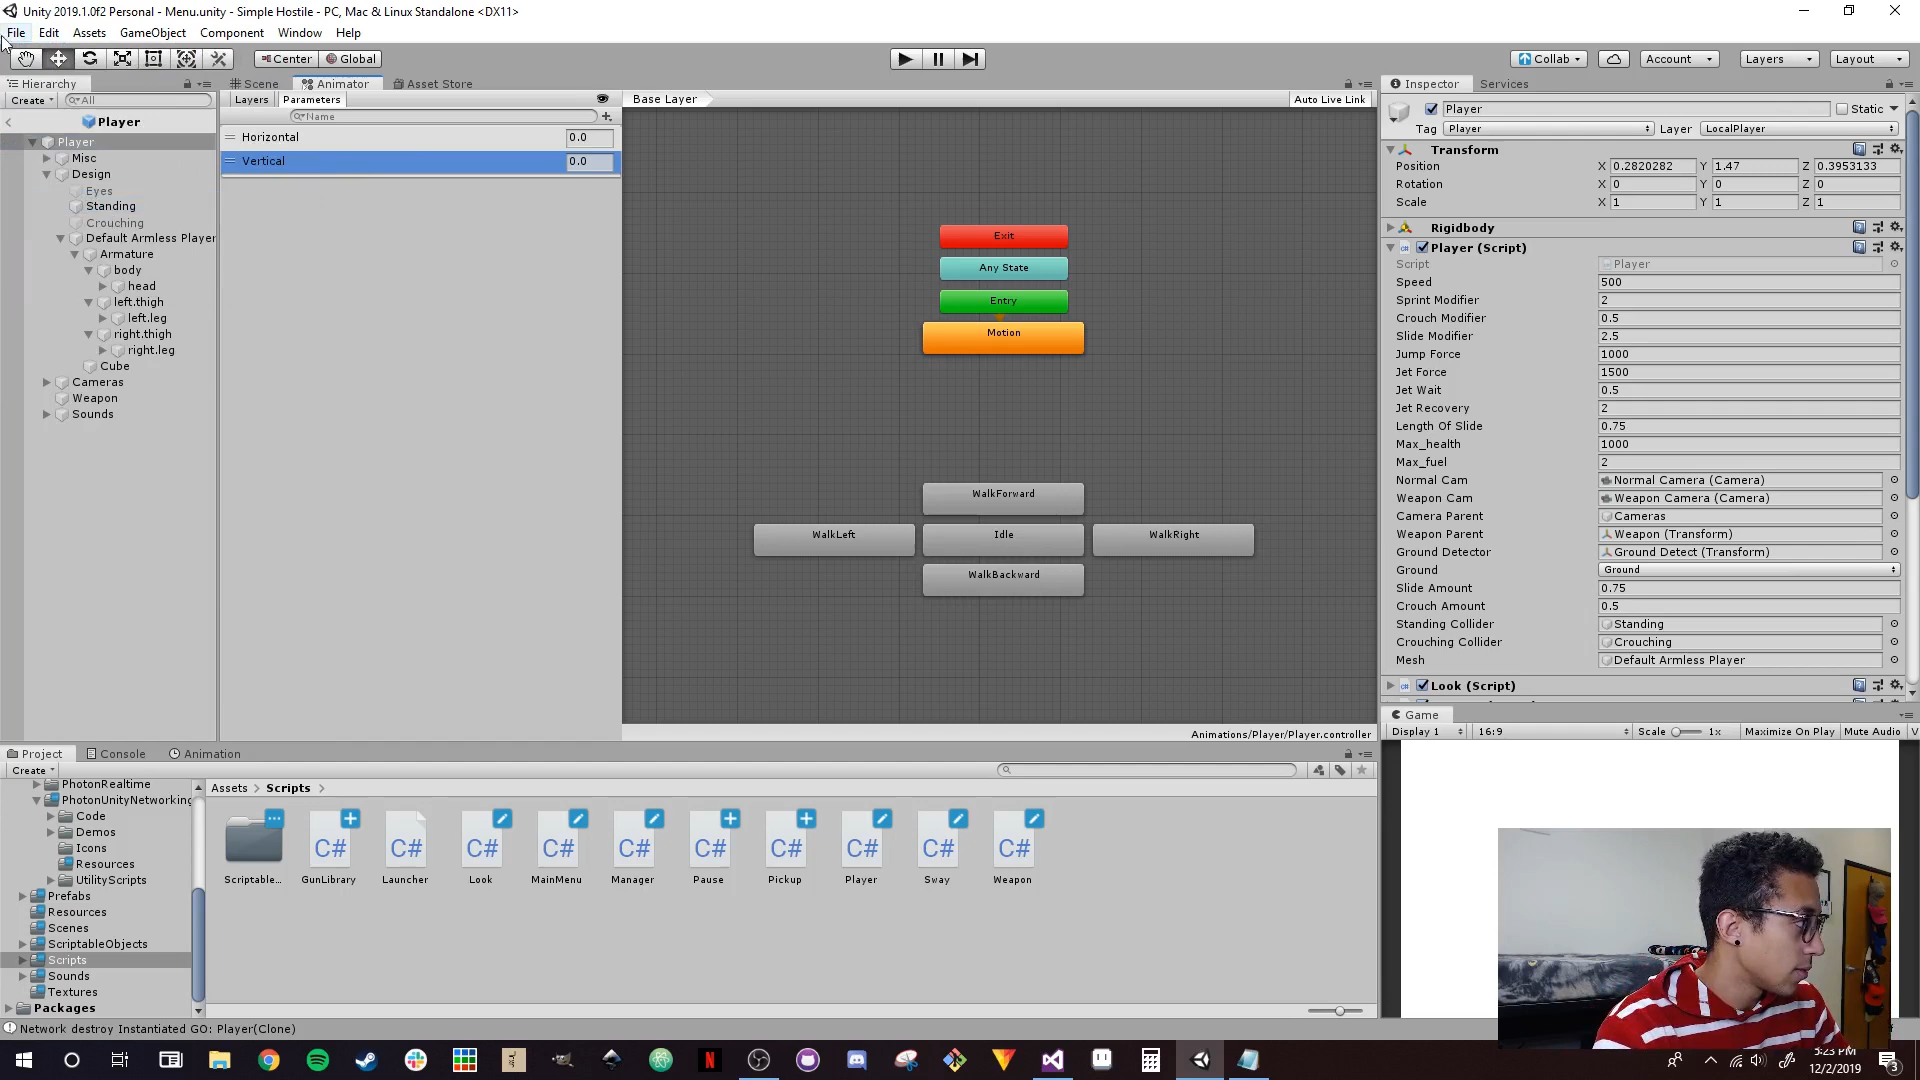 Unity 2019.1.0f2 Personal - Menu.unity - Simple Hostile - PC, Mac & Linux Standalone <DX11>
File Edit Assets GameObject Component Window Help
Center Global
Collab Account Layers Layout
Hierarchy
Create All
Player
Player
Misc
Design
Eyes
Standing
Crouching
Default Armless Player
Armature
body
head
left.thigh
left.leg
right.thigh
right.leg
Cube
Cameras
Weapon
Sounds
Scene Animator Asset Store
Layers Parameters
Name
Horizontal 0.0
Vertical 0.0
Base Layer Auto Live Link
Exit
Any State
Entry
Motion
WalkForward
WalkLeft Idle WalkRight
WalkBackward
Animations/Player/Player.controller
Inspector Services
Player Static
Tag Player Layer LocalPlayer
Transform
Position X 0.2820282 Y 1.47 Z 0.3953133
Rotation X 0 Y 0 Z 0
Scale X 1 Y 1 Z 1
Rigidbody
Player (Script)
Script Player
Speed 500
Sprint Modifier 2
Crouch Modifier 0.5
Slide Modifier 2.5
Jump Force 1000
Jet Force 1500
Jet Wait 0.5
Jet Recovery 2
Length Of Slide 0.75
Max_health 1000
Max_fuel 2
Normal Cam Normal Camera (Camera)
Weapon Cam Weapon Camera (Camera)
Camera Parent Cameras
Weapon Parent Weapon (Transform)
Ground Detector Ground Detect (Transform)
Ground Ground
Slide Amount 0.75
Crouch Amount 0.5
Standing Collider Standing
Crouching Collider Crouching
Mesh Default Armless Player
Look (Script)
Game
Display 1 16:9 Scale 1x Maximize On Play Mute Audio V
Project Console Animation
Create
PhotonRealtime
PhotonUnityNetworking
Code
Demos
Icons
Resources
UtilityScripts
Prefabs
Resources
Scenes
ScriptableObjects
Scripts
Sounds
Textures
Packages
Assets > Scripts >
C# C# C# C# C# C# C# C# C# C#
Scriptable... GunLibrary Launcher Look MainMenu Manager Pause Pickup Player Sway Weapon
Network destroy Instantiated GO: Player(Clone)
12/2/2019
3